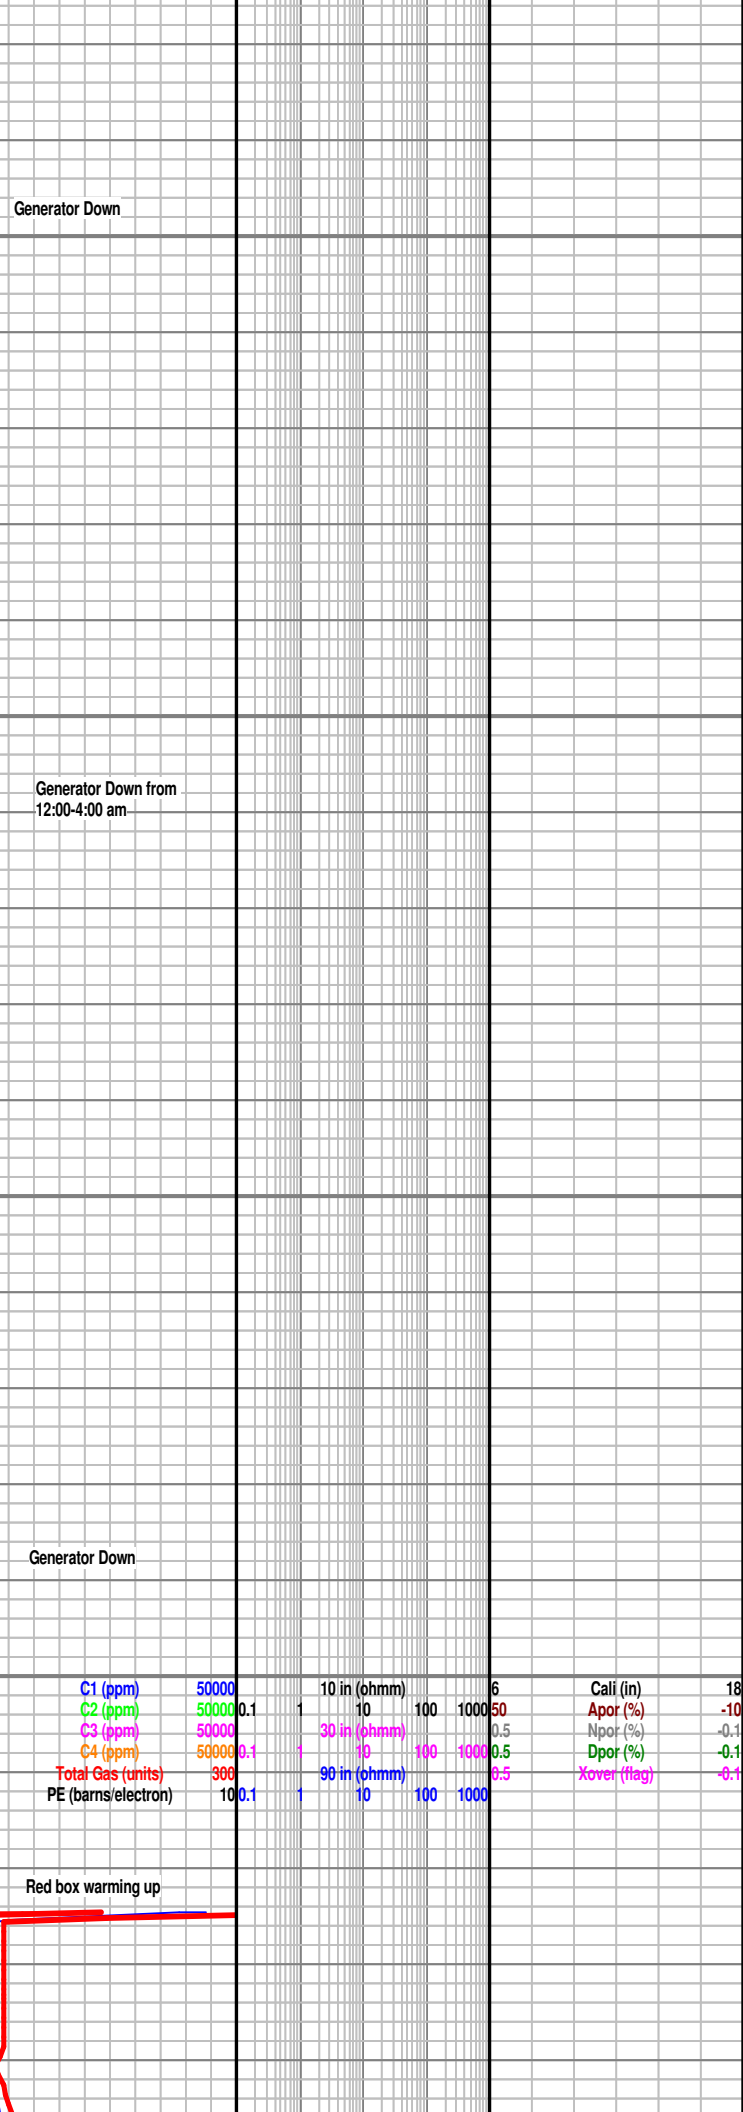 Generator Down
Generator Down from
12:00-4:00 am
Generator Down
C1 (ppm) 50000 10 in (ohmm) 6 Cali (in) 18
C2 (ppm) 50000 0.1 1 10 100 1000 50 Apor (%) -10
C3 (ppm) 50000 30 in (ohmm) 0.5 Npor (%) -0.1
C4 (ppm) 50000 0.1 1 10 100 1000 0.5 Dpor (%) -0.1
Total Gas (units) 300 90 in (ohmm) 0.5 Xover (flag) -0.1
PE (barns/electron) 10 0.1 1 10 100 1000
Red box warming up